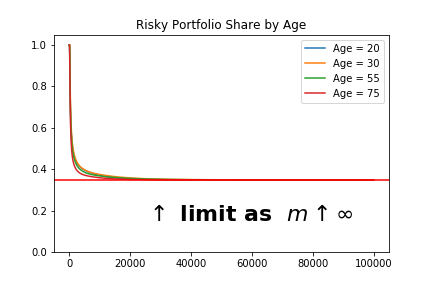 Risky Portfolio Share by Age
1.0
0.8
0.6
0.4
0.2
0.0
Age = 20
Age = 30
Age = 55
Age = 75
↑ limit as m ↑ ∞
0
20000
40000
60000
80000
100000